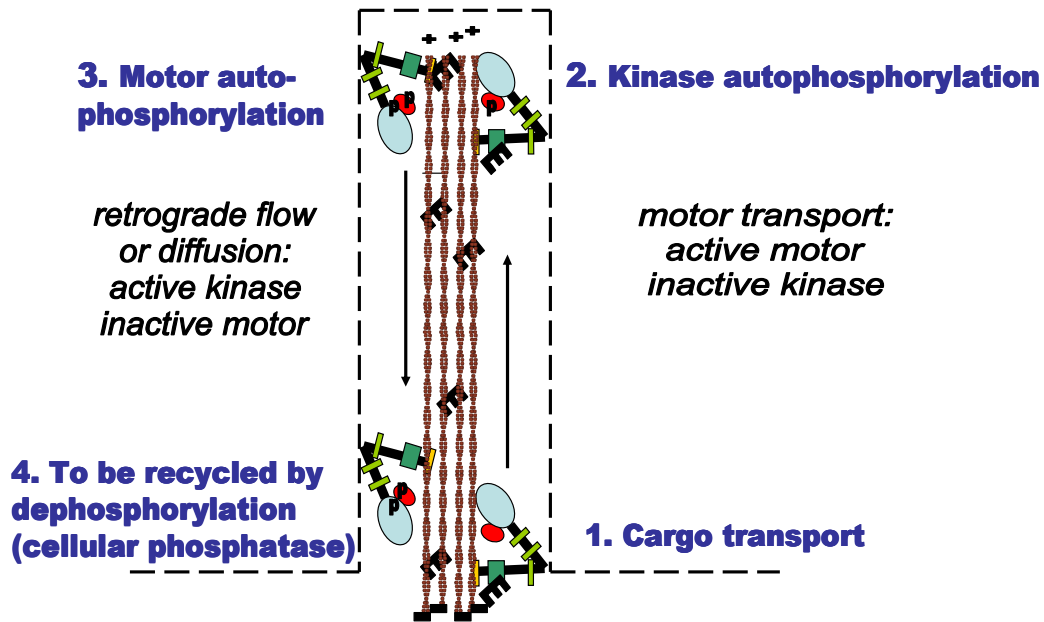 + + +
3. Motor auto-
phosphorylation
2. Kinase autophosphorylation
p p
p
retrograde flow
or diffusion:
active kinase
inactive motor
motor transport:
active motor
inactive kinase
4. To be recycled by
dephosphorylation
(cellular phosphatase)
p p
1. Cargo transport